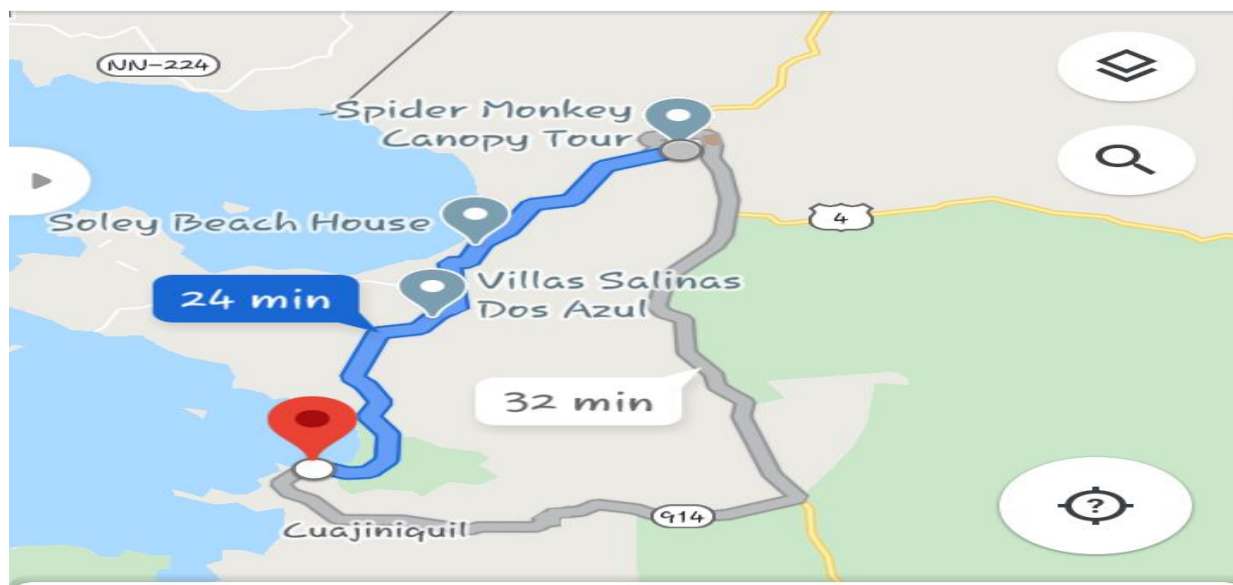 NN-224
Spider Monkey
Canopy Tour
Soley Beach House
4
Villas Salinas
Dos Azul
24 min
32 min
914
Cuajiniquil
?